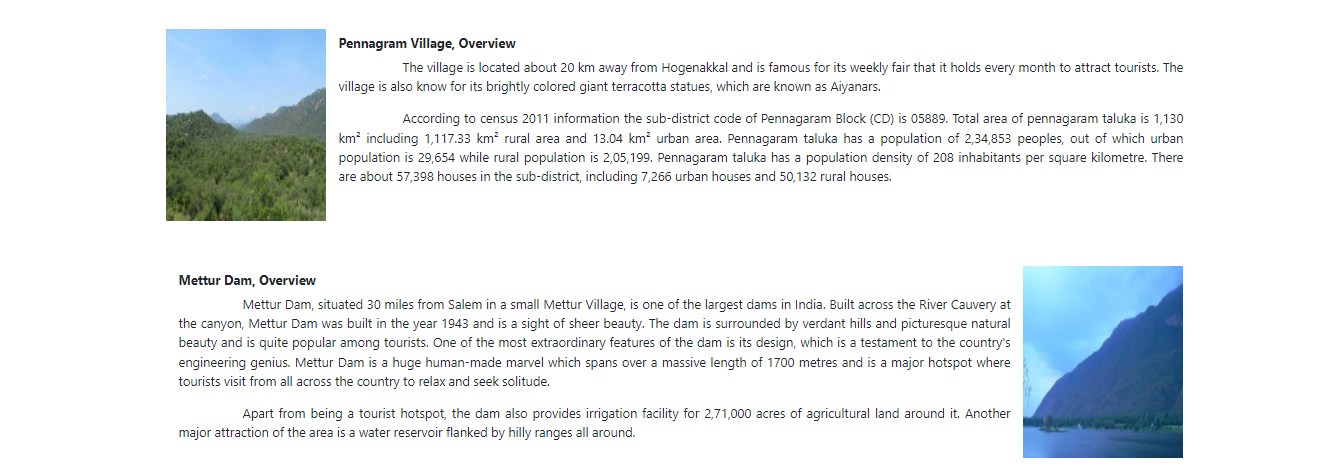 Pennagram Village, Overview
The village is located about 20 km away from Hogenakkal and is famous for its weekly fair that it holds every month to attract tourists. The
village is also know for its brightly colored giant terracotta statues, which are known as Aiyanars.
According to census 2011 information the sub-district code of Pennagaram Block (CD) is 05889. Total area of pennagaram taluka is 1,130
km² including 1,117.33 km² rural area and 13.04 km² urban area. Pennagaram taluka has a population of 2,34,853 peoples, out of which urban
population is 29,654 while rural population is 2,05,199. Pennagaram taluka has a population density of 208 inhabitants per square kilometre. There
are about 57,398 houses in the sub-district, including 7,266 urban houses and 50,132 rural houses.
Mettur Dam, Overview
Mettur Dam, situated 30 miles from Salem in a small Mettur Village, is one of the largest dams in India. Built across the River Cauvery at
the canyon, Mettur Dam was built in the year 1943 and is a sight of sheer beauty. The dam is surrounded by verdant hills and picturesque natural
beauty and is quite popular among tourists. One of the most extraordinary features of the dam is its design, which is a testament to the country's
engineering genius. Mettur Dam is a huge human-made marvel which spans over a massive length of 1700 metres and is a major hotspot where
tourists visit from all across the country to relax and seek solitude.
Apart from being a tourist hotspot, the dam also provides irrigation facility for 2,71,000 acres of agricultural land around it. Another
major attraction of the area is a water reservoir flanked by hilly ranges all around.